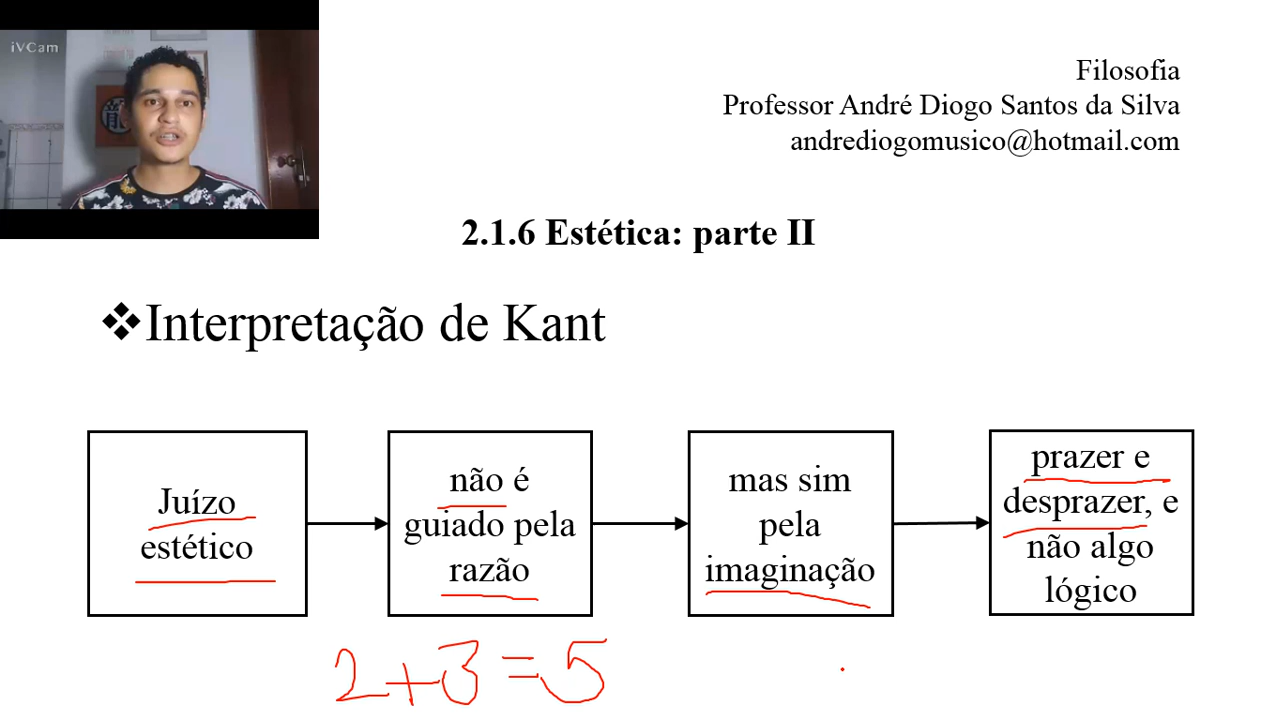 iVCam
龍
Filosofia
Professor André Diogo Santos da Silva
andrediogomusico@hotmail.com
2.1.6 Estética: parte II
❖Interpretação de Kant
Juízo
estético
não é
guiado pela
razão
mas sim
pela
imaginação
prazer e
desprazer, e
não algo
lógico
2+3=5